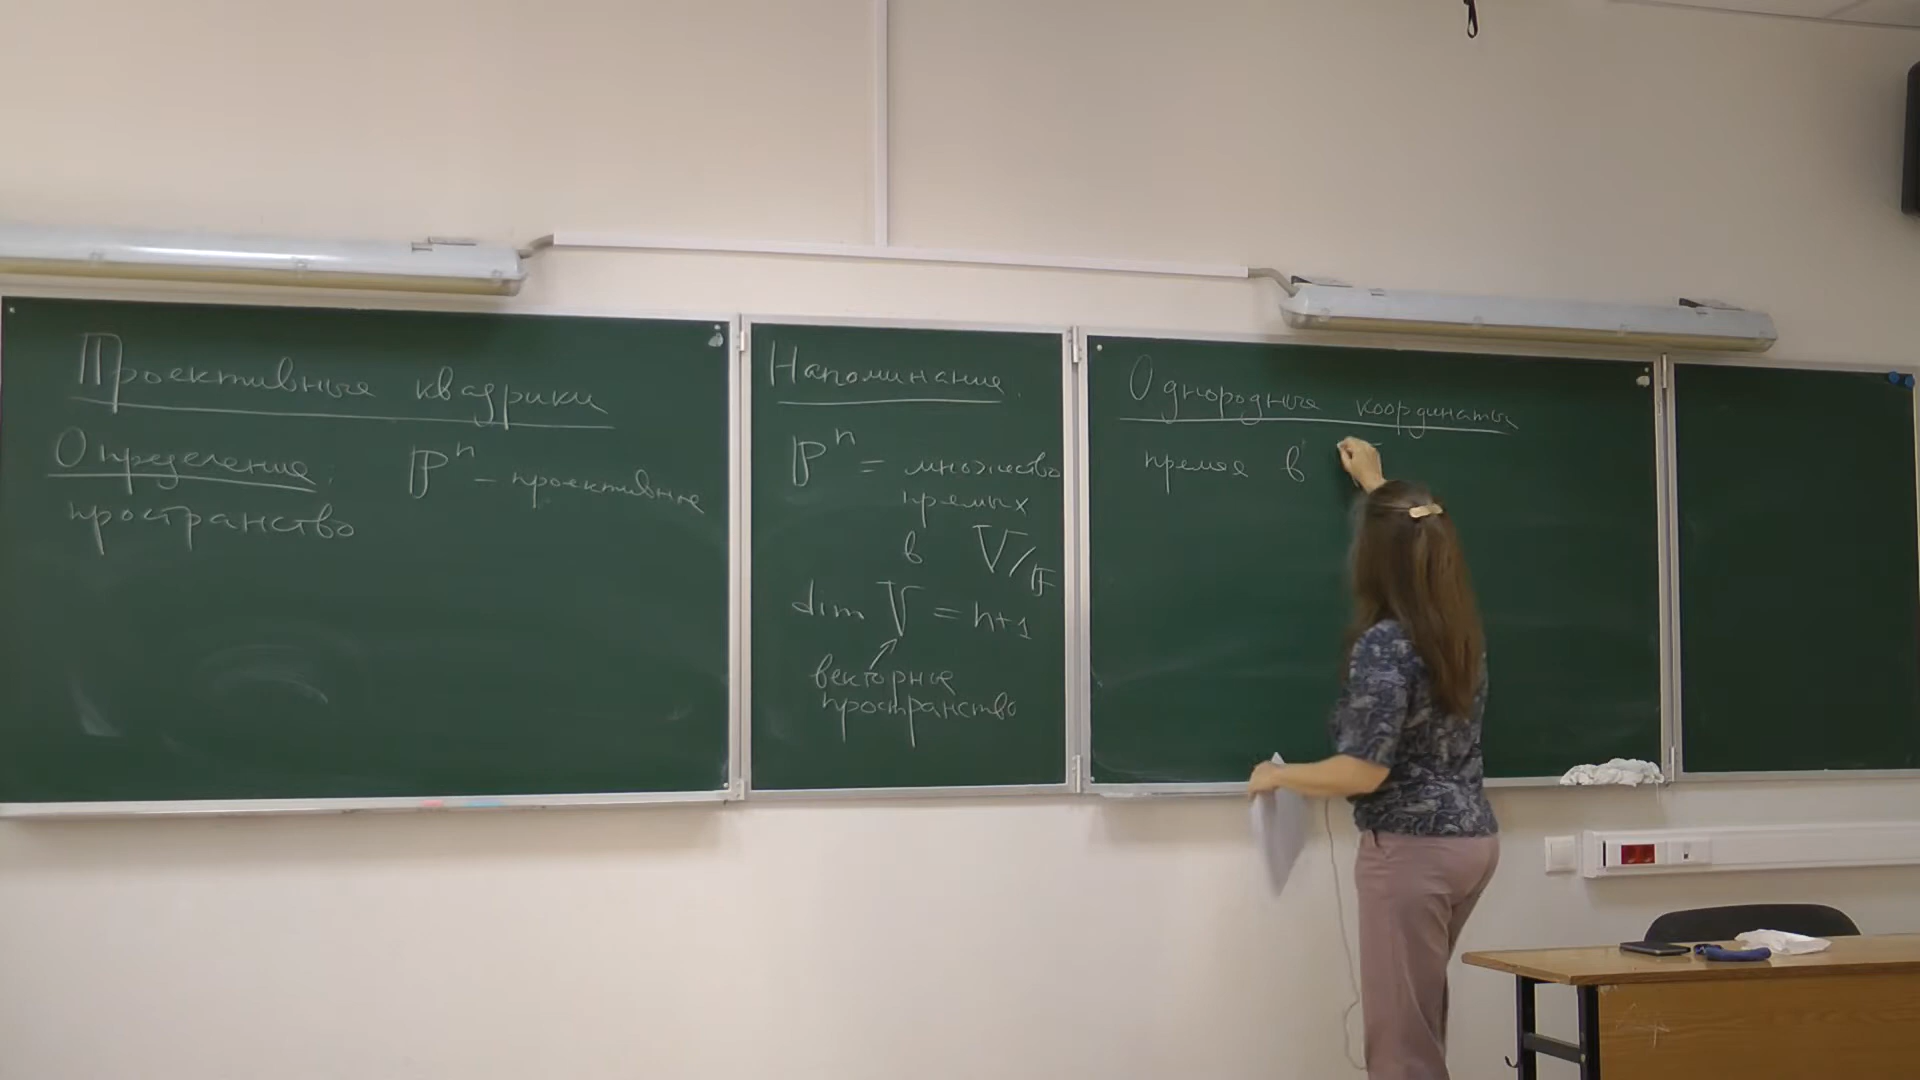 Проективные квадрики
Определение: ℙⁿ - проективное
пространство
Напоминание.
ℙⁿ = множество
прямых
в V/𝔽
dim V = n+1
векторное
пространство
Однородные координаты
прямая в